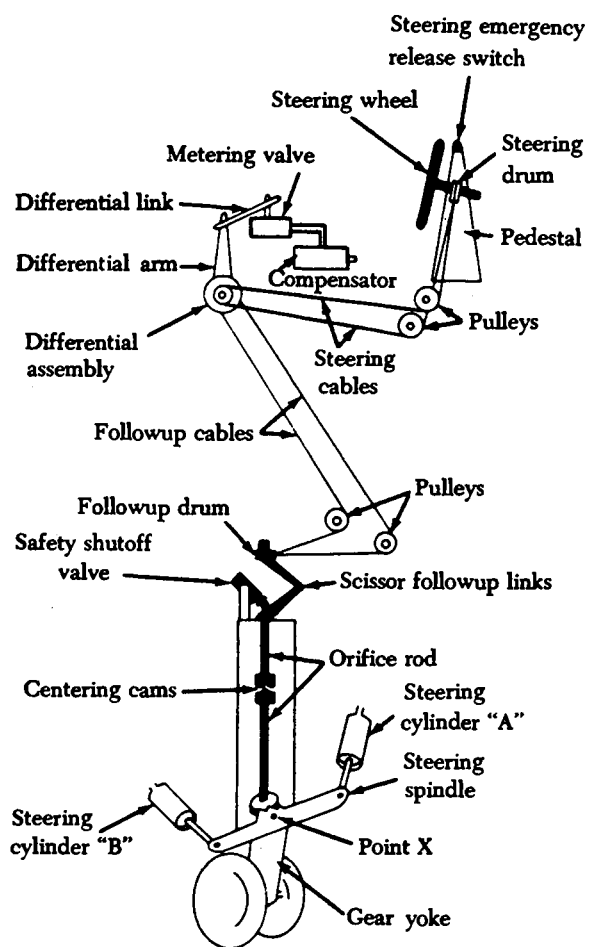 Steering emergency
release switch
Steering wheel
Steering
drum
Metering valve
Differential link
Pedestal
Differential arm
Compensator
Pulleys
Differential
assembly
Steering
cables
Followup cables
Pulleys
Followup drum
Safety shutoff
valve
Scissor followup links
Orifice rod
Centering cams
Steering
cylinder “A”
Steering
spindle
Steering
cylinder “B”
Point X
Gear yoke